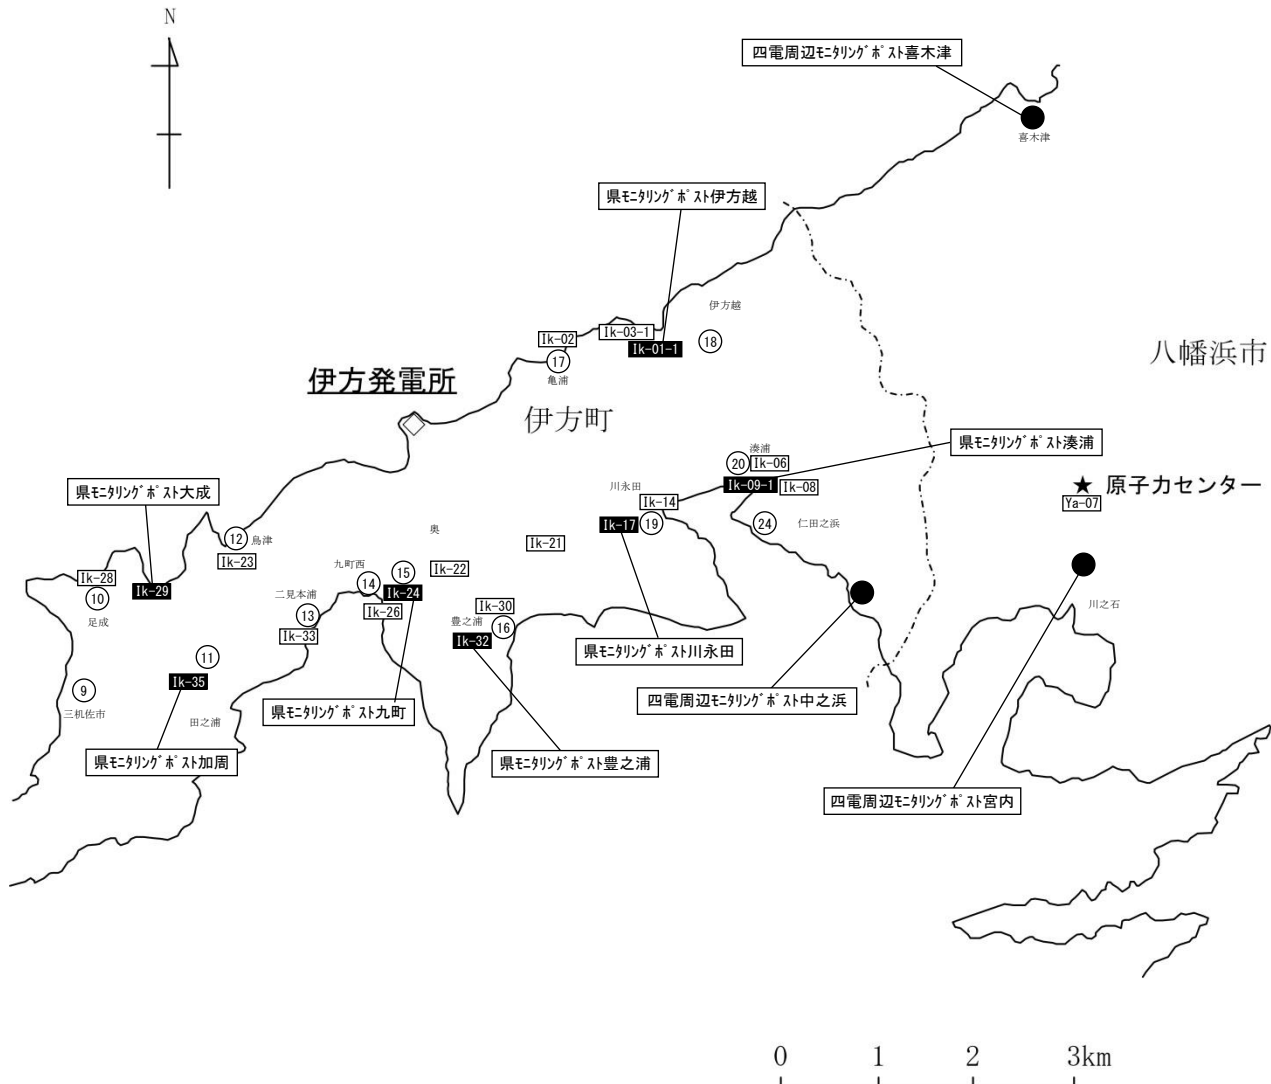 N
四電周辺ﾓﾆﾀﾘﾝｸﾞﾎﾟｽﾄ喜木津
喜木津
県ﾓﾆﾀﾘﾝｸﾞﾎﾟｽﾄ伊方越
伊方越
Ik-02
Ik-03-1
Ik-01-1
⑱
⑰
亀浦
八幡浜市
伊方発電所
伊方町
県ﾓﾆﾀﾘﾝｸﾞﾎﾟｽﾄ湊浦
湊浦
⑳
Ik-06
Ik-09-1
Ik-08
★ 原子力センター
Ya-07
県ﾓﾆﾀﾘﾝｸﾞﾎﾟｽﾄ大成
川永田
Ik-14
Ik-17
⑲
㉔
仁田之浜
奥
⑫
鳥津
Ik-23
Ik-21
Ik-22
九町西
⑭
⑮
Ik-28
Ik-29
⑩
足成
Ik-24
二見本浦
⑬
Ik-26
Ik-30
豊之浦
⑯
Ik-33
Ik-32
川之石
⑪
Ik-35
⑨
三机佐市
田之浦
県ﾓﾆﾀﾘﾝｸﾞﾎﾟｽﾄ川永田
四電周辺ﾓﾆﾀﾘﾝｸﾞﾎﾟｽﾄ中之浜
県ﾓﾆﾀﾘﾝｸﾞﾎﾟｽﾄ九町
県ﾓﾆﾀﾘﾝｸﾞﾎﾟｽﾄ加周
県ﾓﾆﾀﾘﾝｸﾞﾎﾟｽﾄ豊之浦
四電周辺ﾓﾆﾀﾘﾝｸﾞﾎﾟｽﾄ宮内
0 1 2 3km